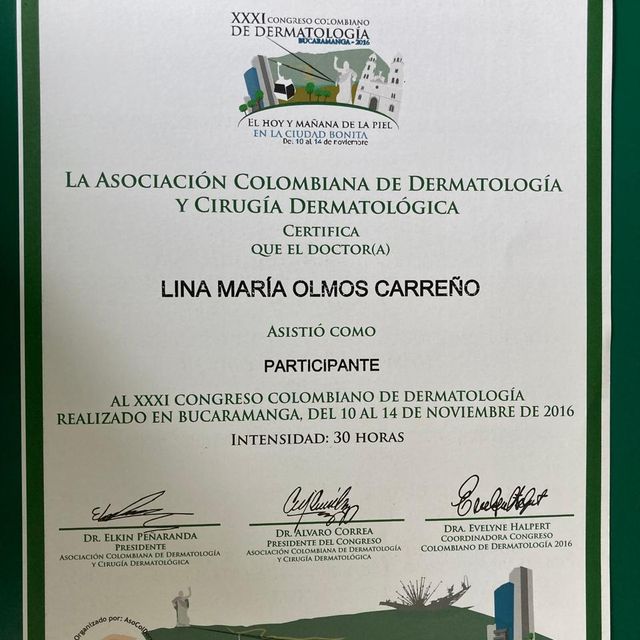 XXXI CONGRESO COLOMBIANO
DE DERMATOLOGÍA
BUCARAMANGA - 2016
EL HOY Y MAÑANA DE LA PIEL
EN LA CIUDAD BONITA
Del 10 al 14 de noviembre
LA ASOCIACIÓN COLOMBIANA DE DERMATOLOGÍA
Y CIRUGÍA DERMATOLÓGICA
CERTIFICA
QUE EL DOCTOR(A)
LINA MARÍA OLMOS CARREÑO
ASISTIÓ COMO
PARTICIPANTE
AL XXXI CONGRESO COLOMBIANO DE DERMATOLOGÍA
REALIZADO EN BUCARAMANGA, DEL 10 AL 14 DE NOVIEMBRE DE 2016
INTENSIDAD: 30 HORAS
DR. ELKIN PEÑARANDA
PRESIDENTE
ASOCIACIÓN COLOMBIANA DE DERMATOLOGÍA
Y CIRUGÍA DERMATOLÓGICA
DR. ALVARO CORREA
PRESIDENTE DEL CONGRESO
ASOCIACIÓN COLOMBIANA DE DERMATOLOGÍA
Y CIRUGÍA DERMATOLÓGICA
DRA. EVELYNE HALPERT
COORDINADORA CONGRESO
COLOMBIANO DE DERMATOLOGÍA 2016
Organizado por: